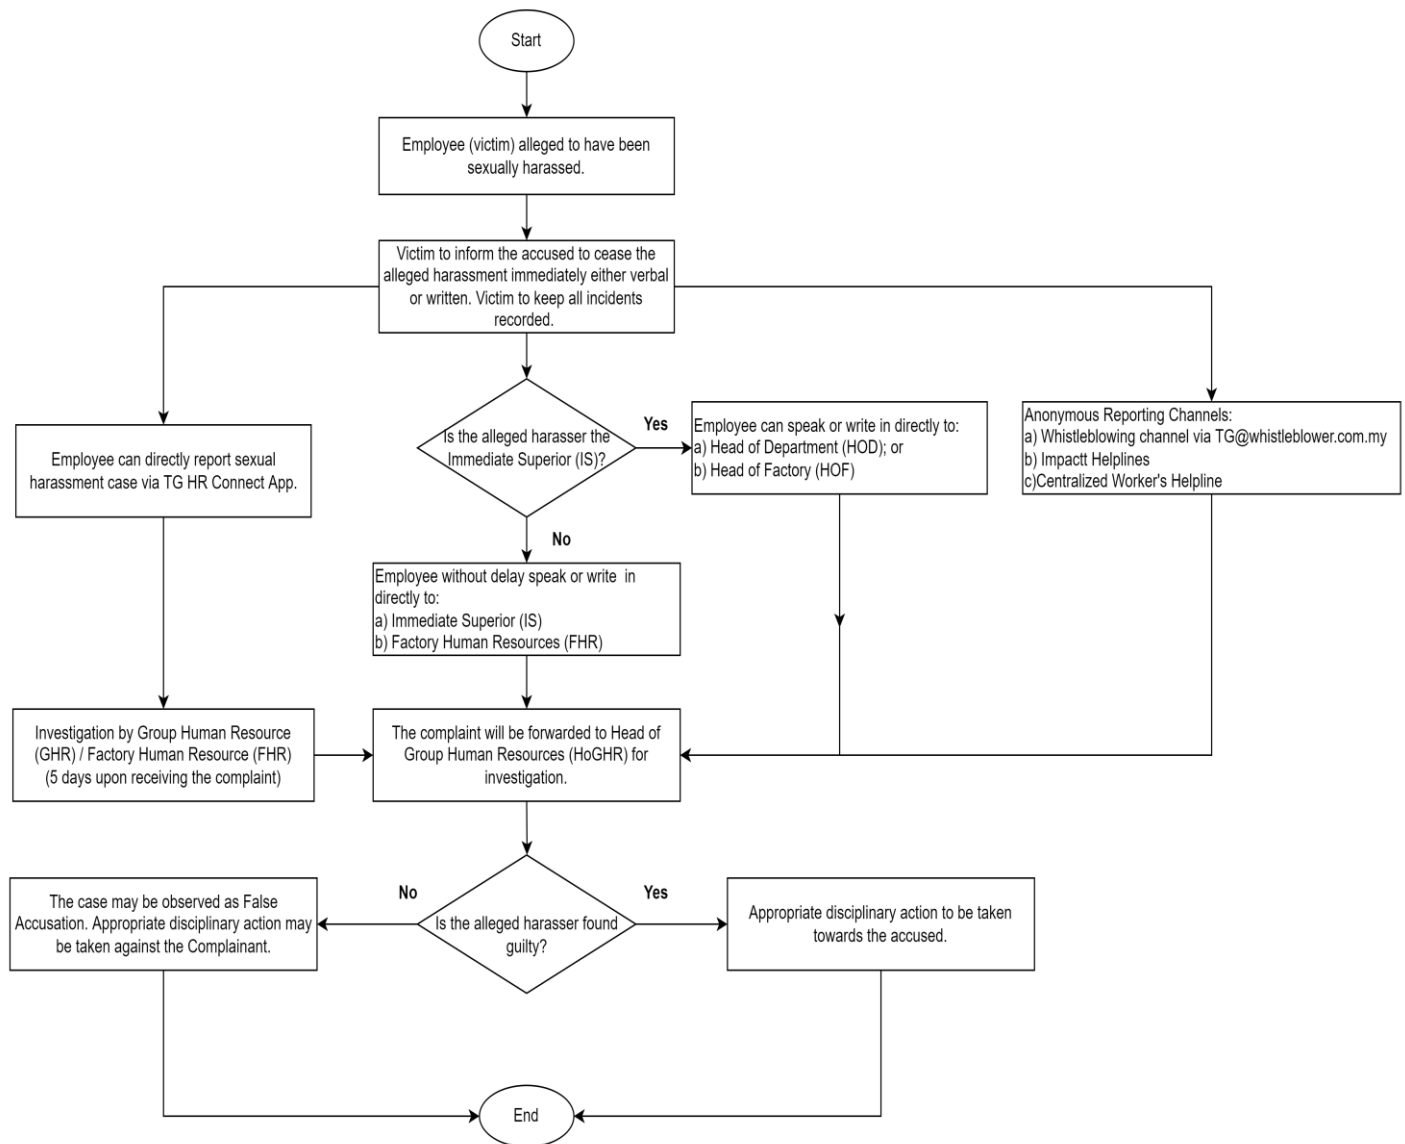 Start
Employee (victim) alleged to have been
sexually harassed.
Victim to inform the accused to cease the
alleged harassment immediately either verbal
or written. Victim to keep all incidents
recorded.
Is the alleged harasser the
Immediate Superior (IS)?
Yes
No
Employee can speak or write in directly to:
a) Head of Department (HOD); or
b) Head of Factory (HOF)
Anonymous Reporting Channels:
a) Whistleblowing channel via TG@whistleblower.com.my
b) Impactt Helplines
c)Centralized Worker's Helpline
Employee can directly report sexual
harassment case via TG HR Connect App.
Employee without delay speak or write in
directly to:
a) Immediate Superior (IS)
b) Factory Human Resources (FHR)
Investigation by Group Human Resource
(GHR) / Factory Human Resource (FHR)
(5 days upon receiving the complaint)
The complaint will be forwarded to Head of
Group Human Resources (HoGHR) for
investigation.
Is the alleged harasser found
guilty?
No
Yes
The case may be observed as False
Accusation. Appropriate disciplinary action may
be taken against the Complainant.
Appropriate disciplinary action to be taken
towards the accused.
End